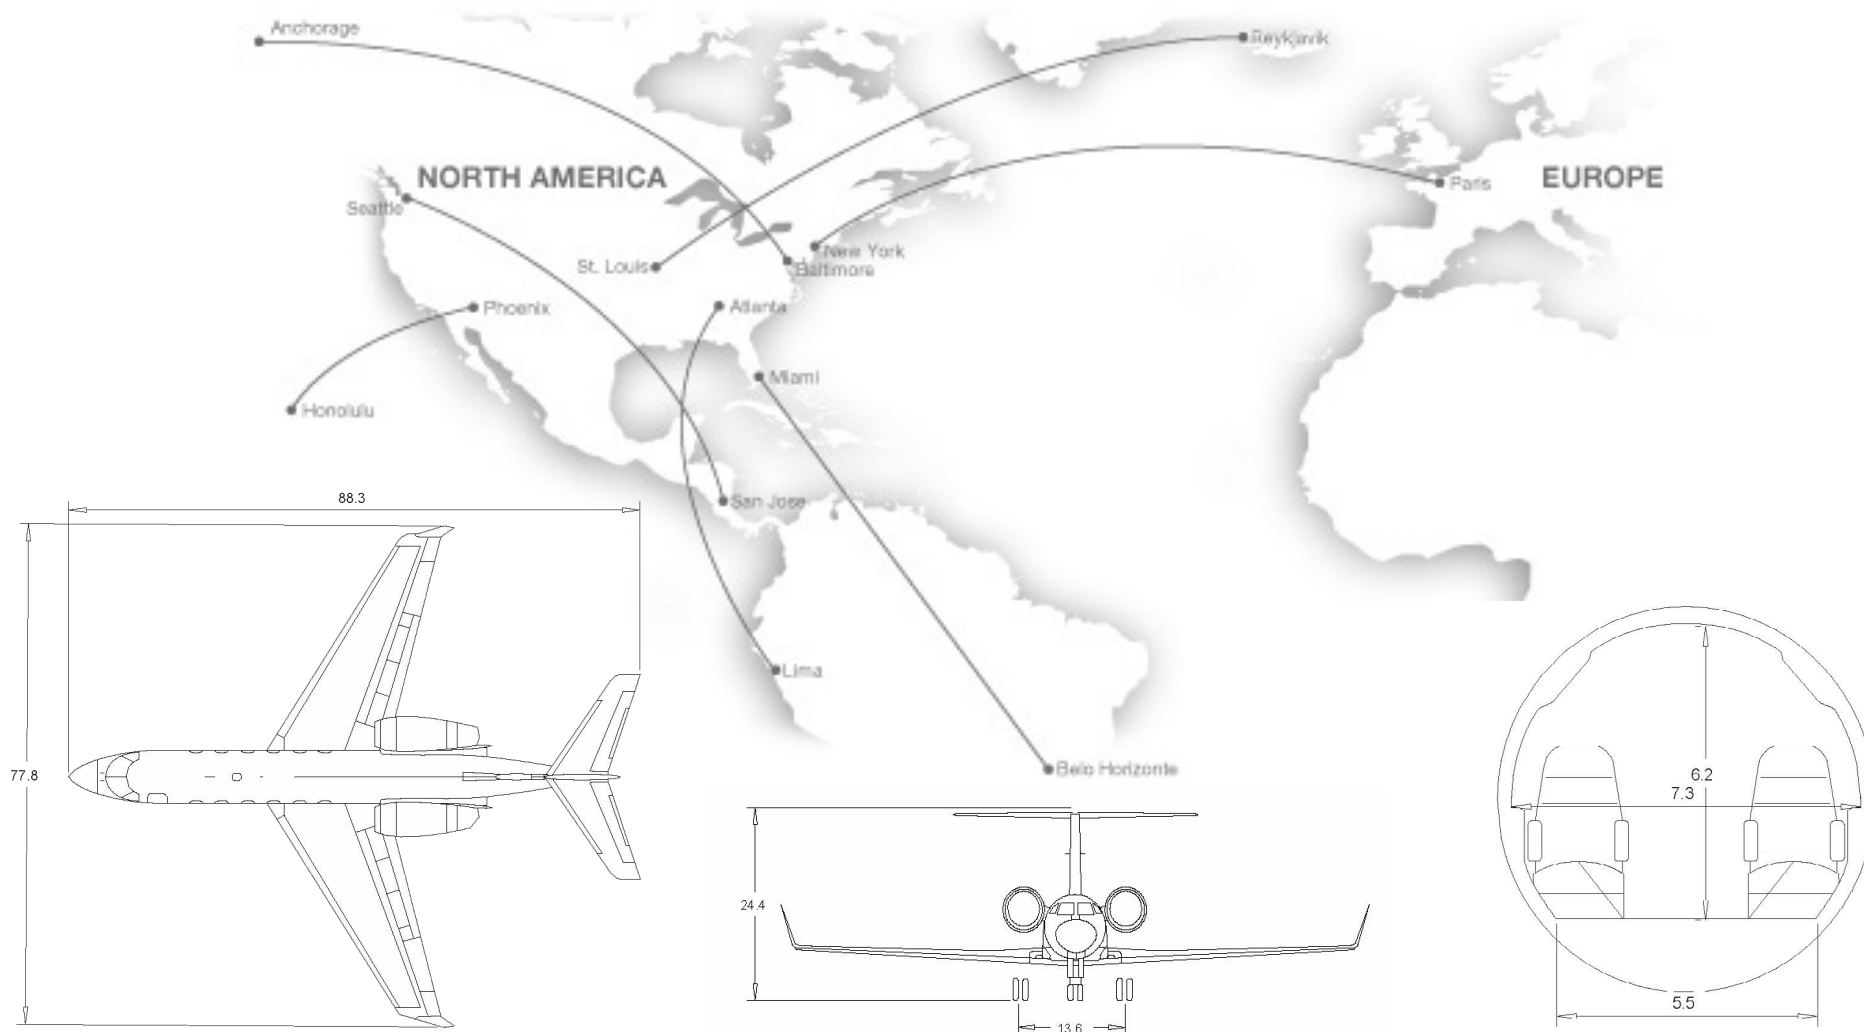 Anchorage
Reykjavik
NORTH AMERICA
EUROPE
Paris
Seattle
New York
St. Louis
Baltimore
Phoenix
Atlanta
Miami
Honolulu
San Jose
Lima
Belo Horizonte
88.3
77.8
24.4
13.6
6.2
7.3
5.5